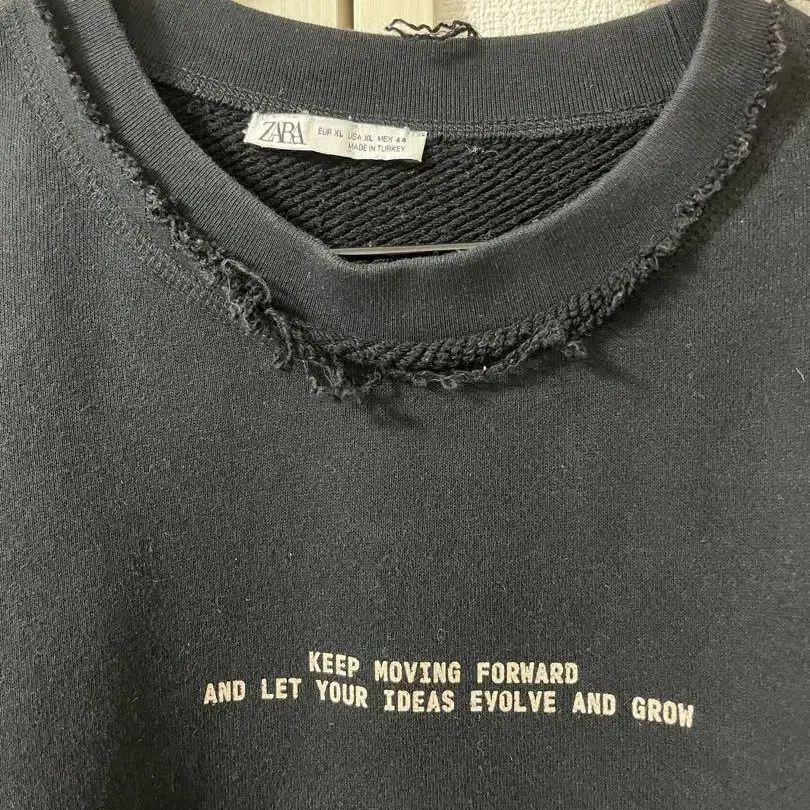 ZARA
EUR XL USA XL MEX 44
MADE IN TURKEY
KEEP MOVING FORWARD
AND LET YOUR IDEAS EVOLVE AND GROW